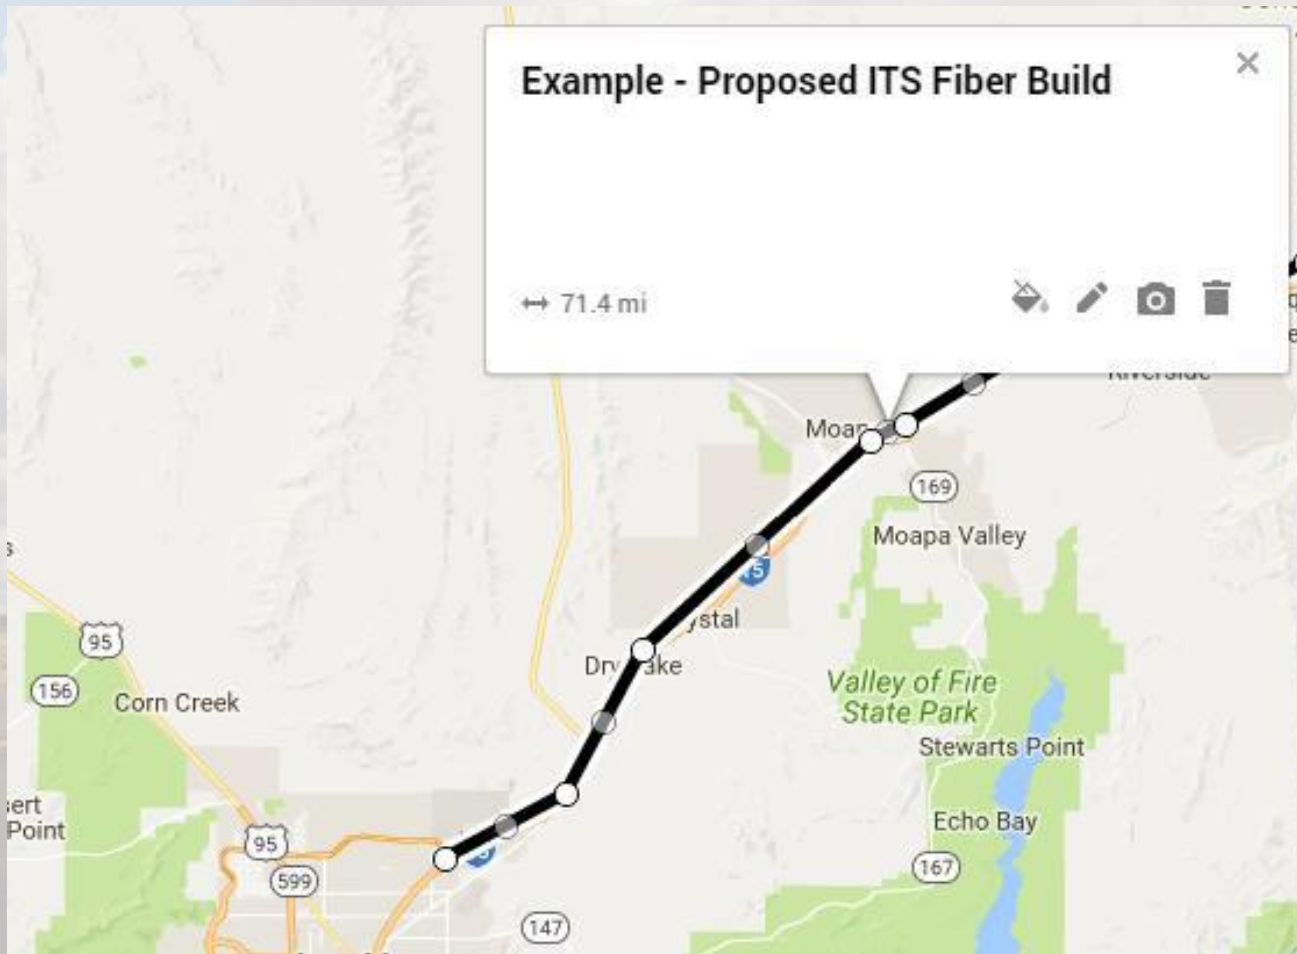 Example - Proposed ITS Fiber Build
71.4 mi
Riverside
169
Moapa Valley
95
156
Corn Creek
Valley of Fire
State Park
Stewarts Point
Point
Echo Bay
95
599
167
147